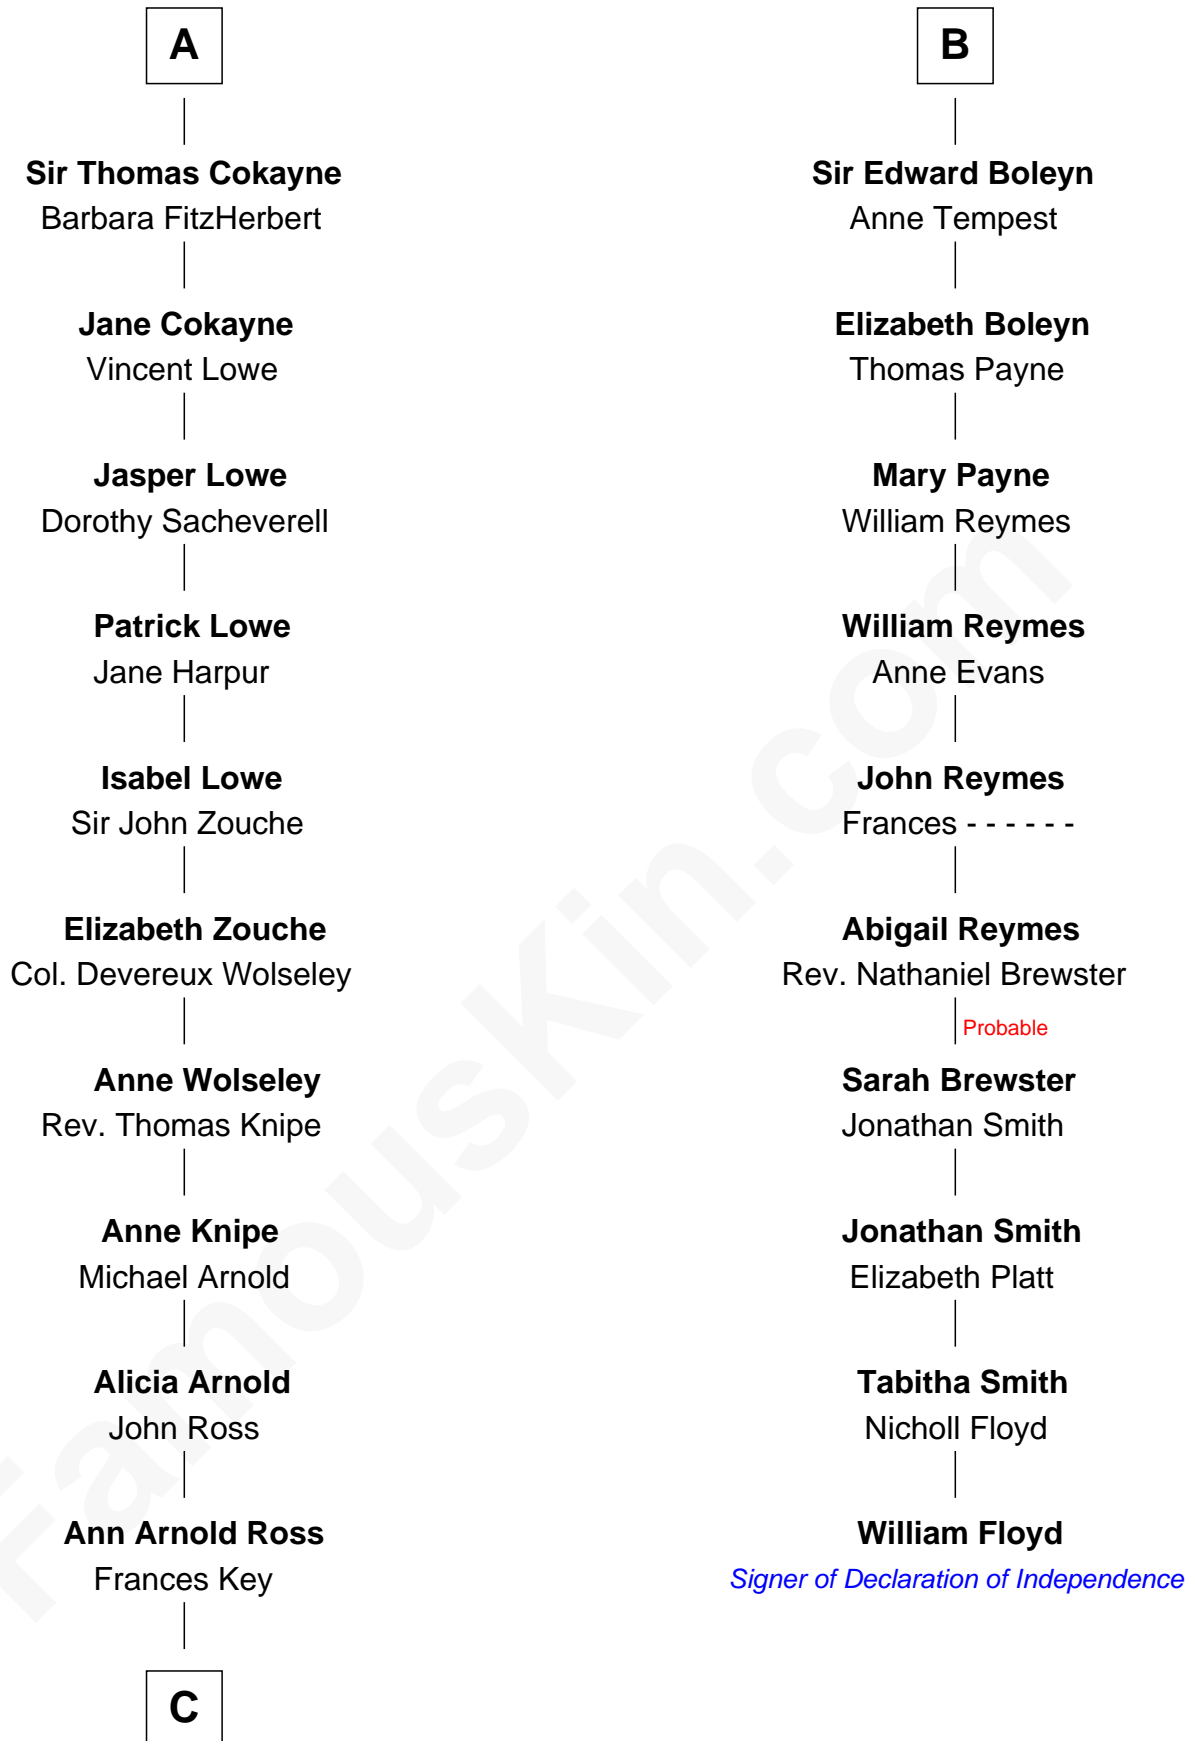 A
Sir Thomas Cokayne
Barbara FitzHerbert
Jane Cokayne
Vincent Lowe
Jasper Lowe
Dorothy Sacheverell
Patrick Lowe
Jane Harpur
Isabel Lowe
Sir John Zouche
Elizabeth Zouche
Col. Devereux Wolseley
Anne Wolseley
Rev. Thomas Knipe
Anne Knipe
Michael Arnold
Alicia Arnold
John Ross
Ann Arnold Ross
Frances Key
C
B
Sir Edward Boleyn
Anne Tempest
Elizabeth Boleyn
Thomas Payne
Mary Payne
William Reymes
William Reymes
Anne Evans
John Reymes
Frances - - - - - -
Abigail Reymes
Rev. Nathaniel Brewster
Probable
Sarah Brewster
Jonathan Smith
Jonathan Smith
Elizabeth Platt
Tabitha Smith
Nicholl Floyd
William Floyd
Signer of Declaration of Independence
FamousKin.com